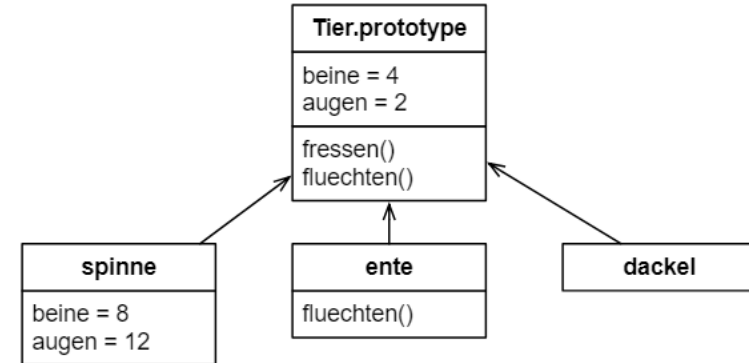 Tier.prototype
beine = 4
augen = 2
fressen()
fluechten()
spinne
beine = 8
augen = 12
ente
fluechten()
dackel